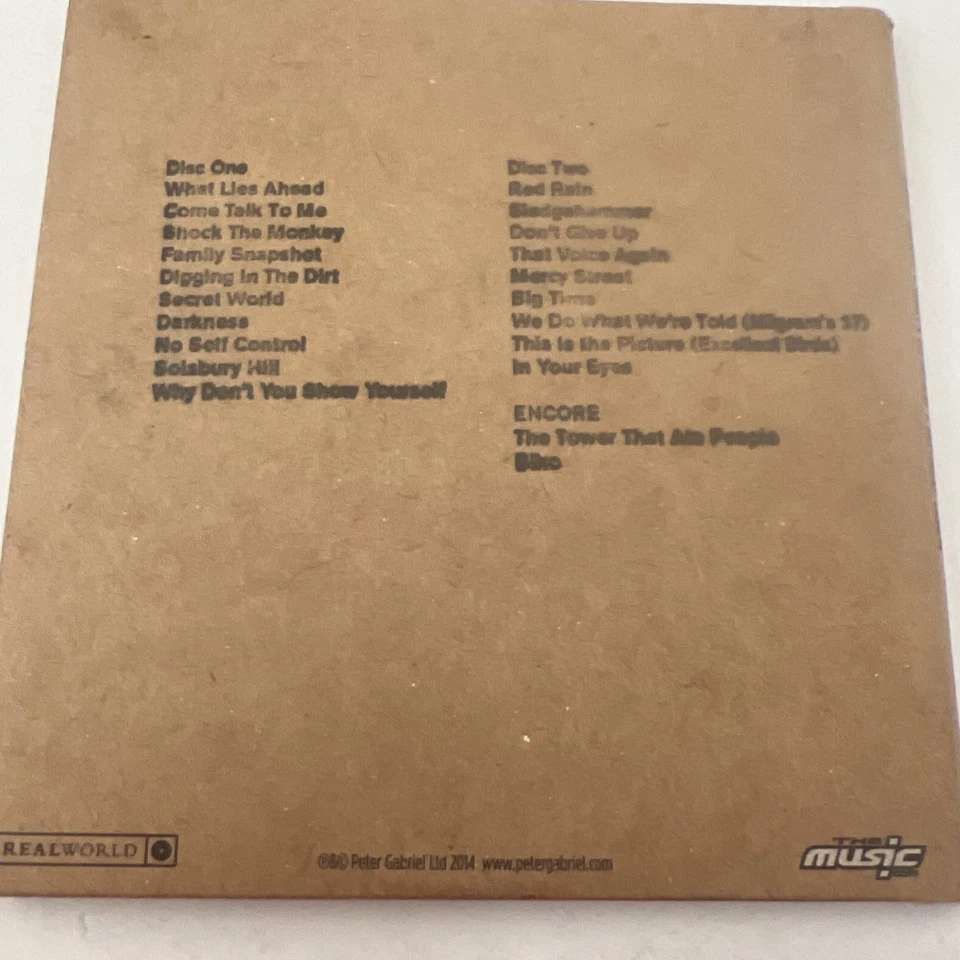 Disc One
What Lies Ahead
Come Talk To Me
Shock The Monkey
Family Snapshot
Digging In The Dirt
Secret World
Darkness
No Self Control
Solsbury Hill
Why Don't You Show Yourself
Disc Two
Red Rain
Sledgehammer
Don't Give Up
That Voice Again
Mercy Street
Big Time
We Do What We're Told (Milgram's 37)
This is the Picture (Excellent Birds)
In Your Eyes
ENCORE
The Tower That Ate People
Biko
REALWORLD
℗&© Peter Gabriel Ltd 2014 www.petergabriel.com
THE
music